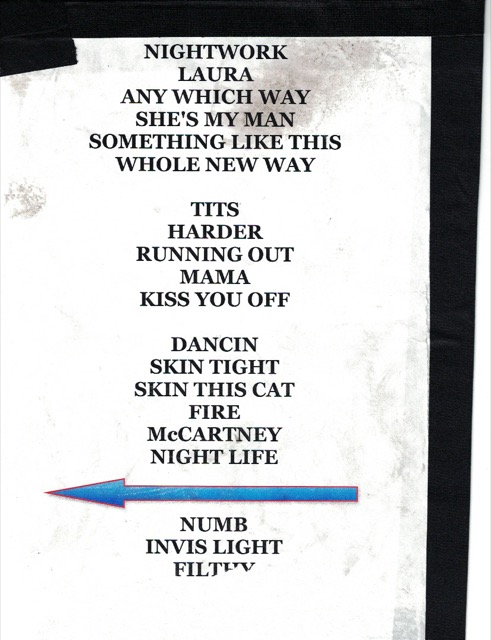 NIGHTWORK
LAURA
ANY WHICH WAY
SHE'S MY MAN
SOMETHING LIKE THIS
WHOLE NEW WAY
TITS
HARDER
RUNNING OUT
MAMA
KISS YOU OFF
DANCIN
SKIN TIGHT
SKIN THIS CAT
FIRE
McCARTNEY
NIGHT LIFE
NUMB
INVIS LIGHT
FILTHY